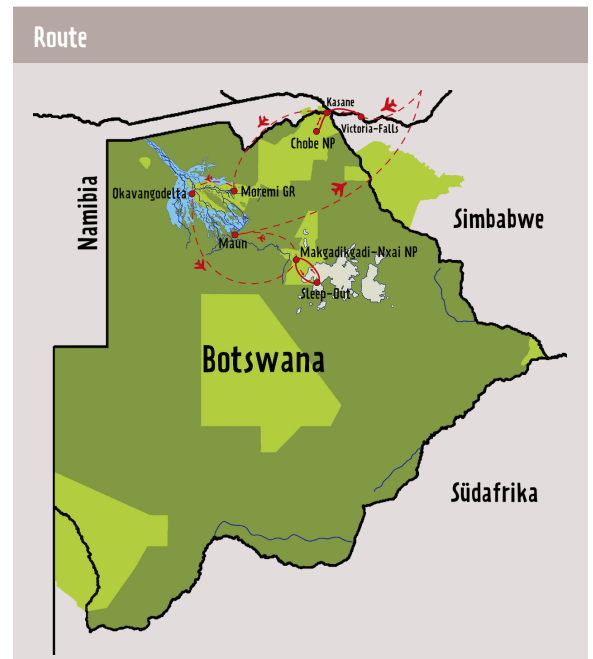 Route
Kasane
Victoria-Falls
Chobe NP
Okavangodelta
Moremi GR
Namibia
Simbabwe
Maun
Makgadikgadi-Nxai NP
Sleep-Out
Botswana
Südafrika